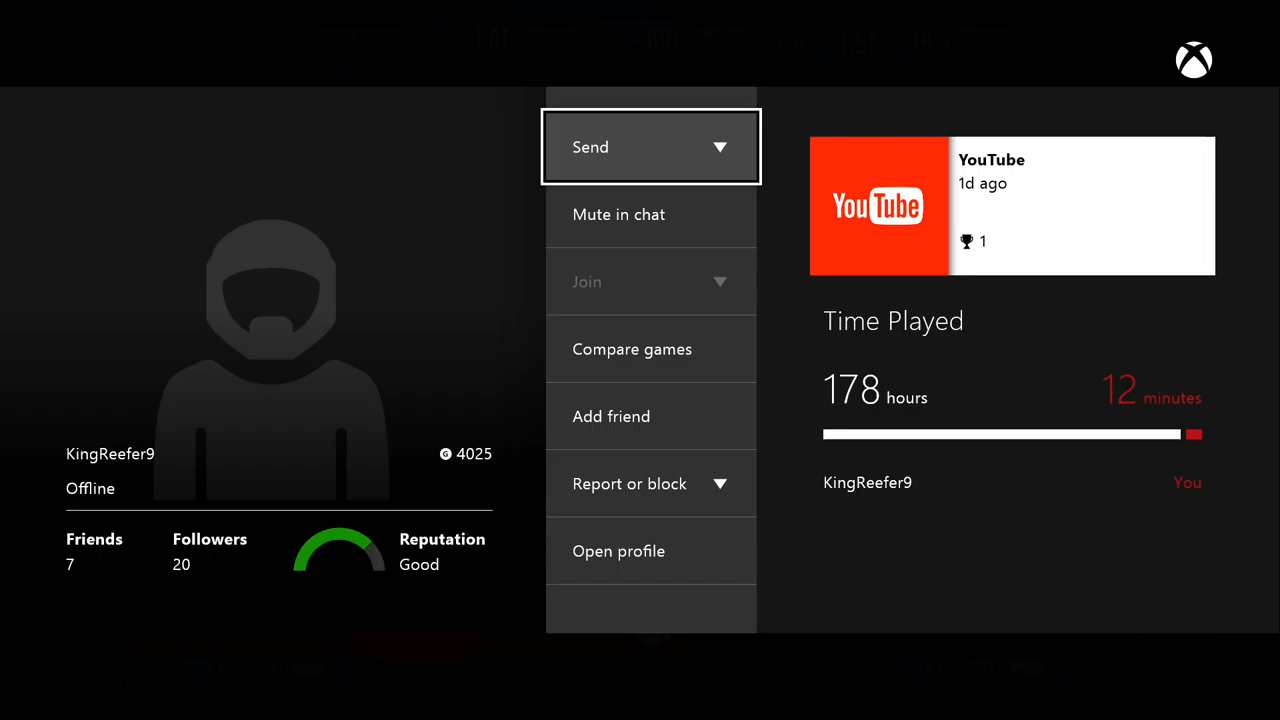 KingReefer9
G 4025
Offline
Friends
7
Followers
20
Reputation
Good
Send
Mute in chat
Join
Compare games
Add friend
Report or block
Open profile
YouTube
YouTube
1d ago
1
Time Played
178 hours
12 minutes
KingReefer9
You